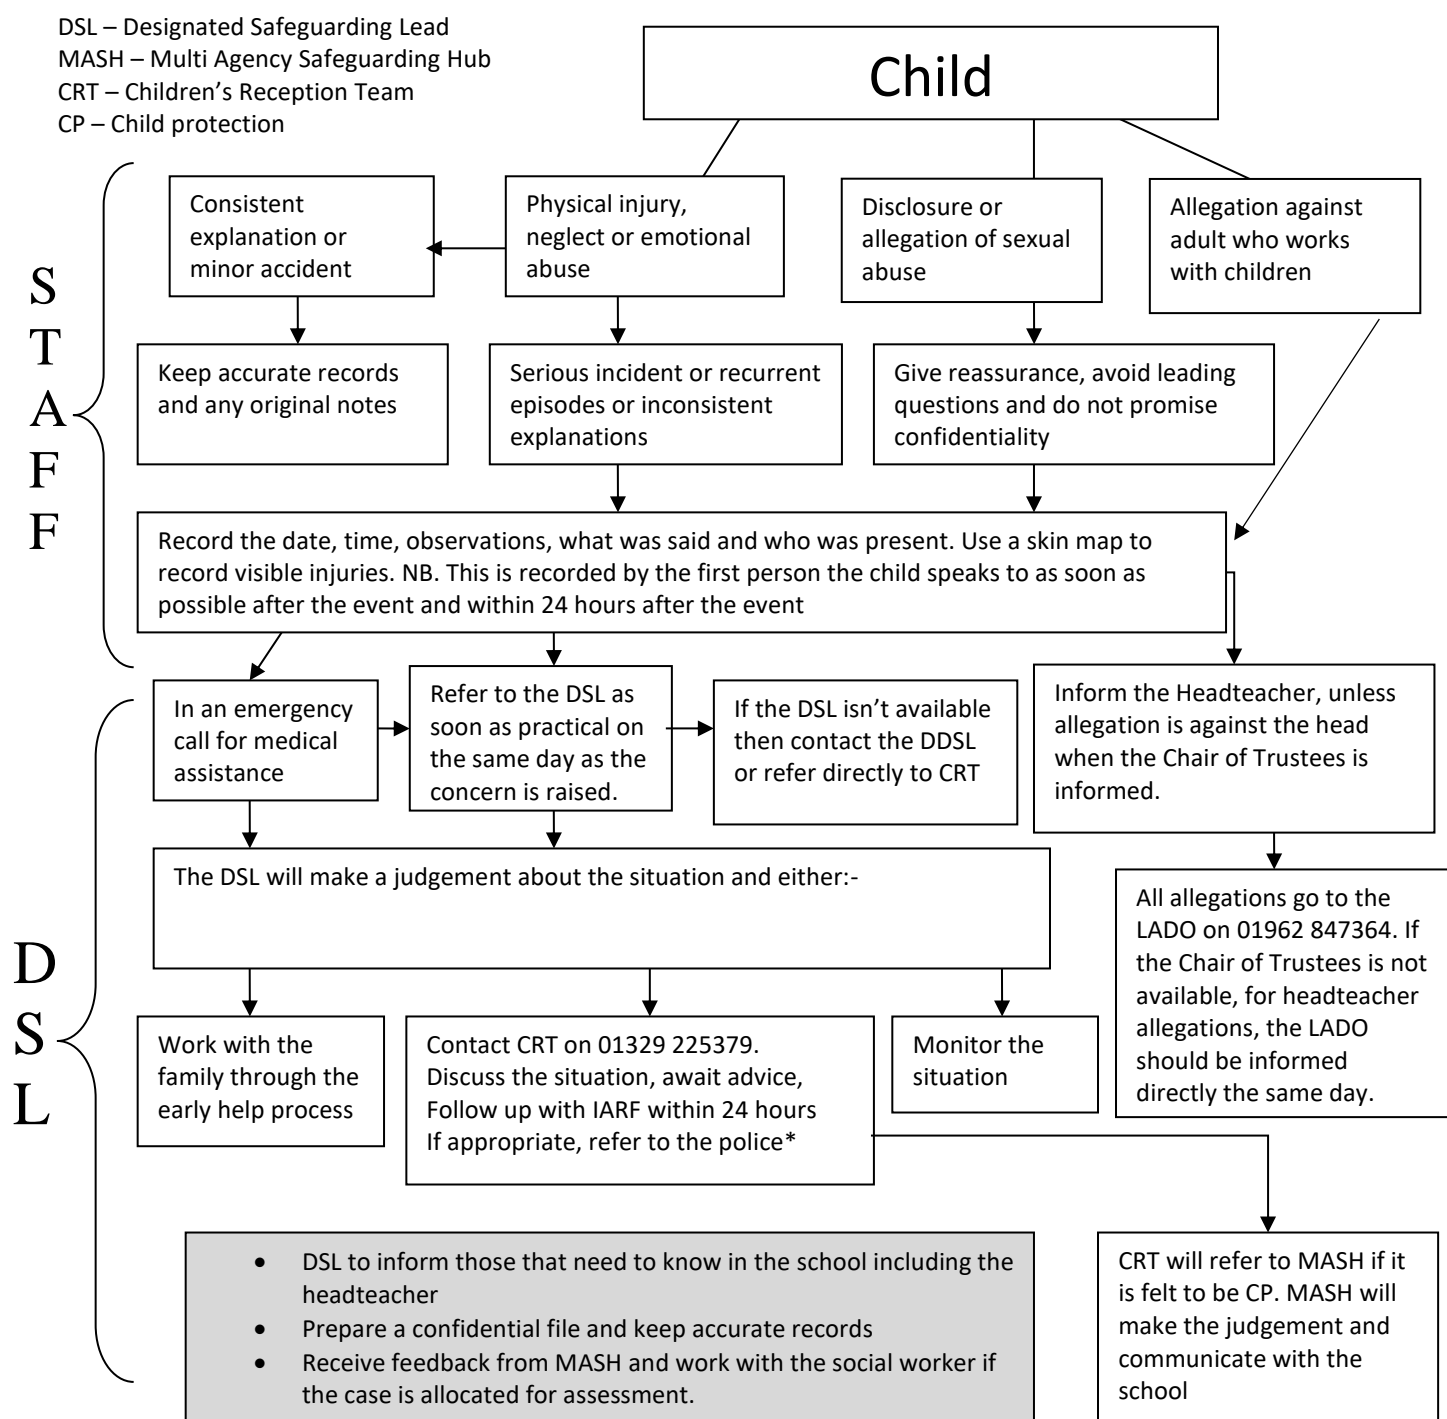 DSL – Designated Safeguarding Lead
MASH – Multi Agency Safeguarding Hub
CRT – Children's Reception Team
CP – Child protection
Child
Consistent
explanation or
minor accident
Physical injury,
neglect or emotional
abuse
Disclosure or
allegation of sexual
abuse
Allegation against
adult who works
with children
S
T
A
F
F
Keep accurate records
and any original notes
Serious incident or recurrent
episodes or inconsistent
explanations
Give reassurance, avoid leading
questions and do not promise
confidentiality
Record the date, time, observations, what was said and who was present. Use a skin map to
record visible injuries. NB. This is recorded by the first person the child speaks to as soon as
possible after the event and within 24 hours after the event
In an emergency
call for medical
assistance
Refer to the DSL as
soon as practical on
the same day as the
concern is raised.
If the DSL isn't available
then contact the DDSL
or refer directly to CRT
Inform the Headteacher, unless
allegation is against the head
when the Chair of Trustees is
informed.
D
S
L
The DSL will make a judgement about the situation and either:-
All allegations go to the
LADO on 01962 847364. If
the Chair of Trustees is not
available, for headteacher
allegations, the LADO
should be informed
directly the same day.
Work with the
family through the
early help process
Contact CRT on 01329 225379.
Discuss the situation, await advice,
Follow up with IARF within 24 hours
If appropriate, refer to the police*
Monitor the
situation
• DSL to inform those that need to know in the school including the
headteacher
• Prepare a confidential file and keep accurate records
• Receive feedback from MASH and work with the social worker if
the case is allocated for assessment.
CRT will refer to MASH if it
is felt to be CP. MASH will
make the judgement and
communicate with the
school